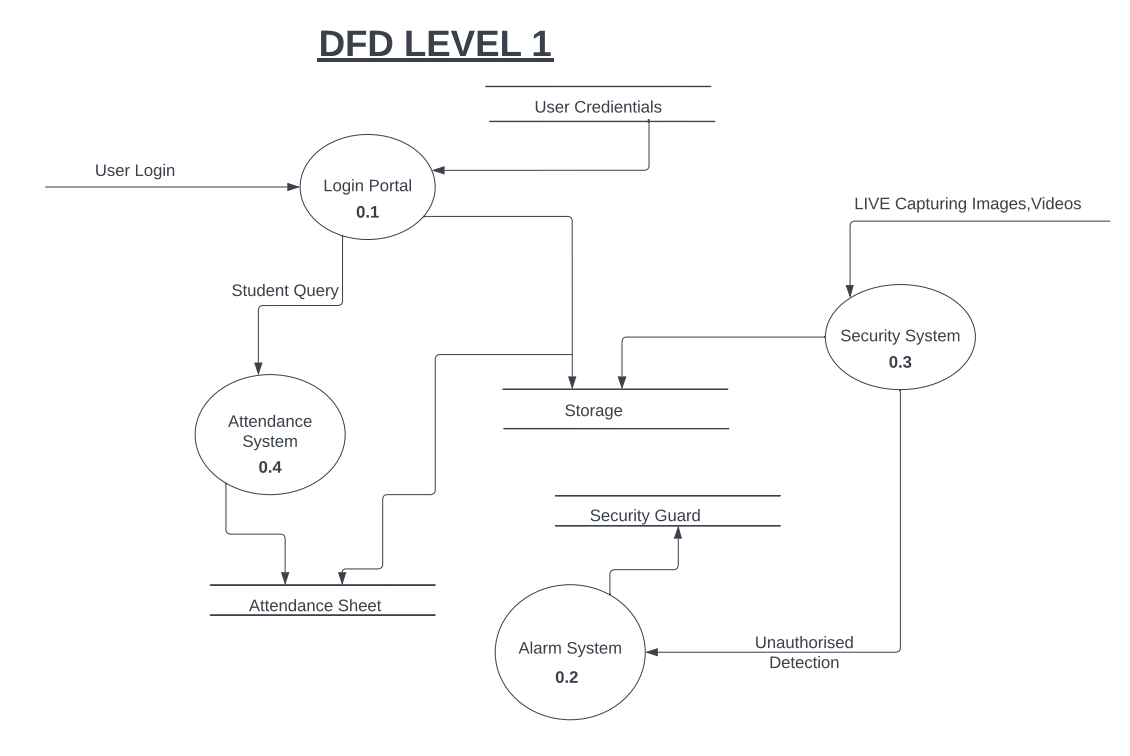 DFD LEVEL 1
User Credientials
User Login
Login Portal
0.1
LIVE Capturing Images,Videos
Student Query
Security System
0.3
Attendance
System
0.4
Storage
Security Guard
Attendance Sheet
Alarm System
0.2
Unauthorised
Detection